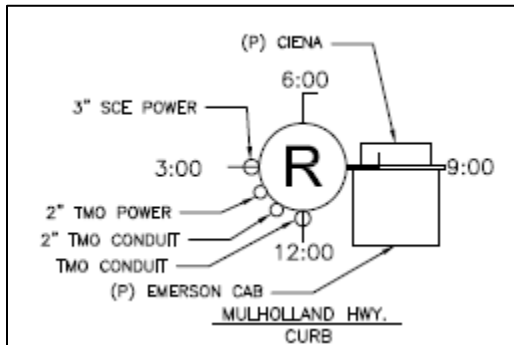 (P) CIENA
6:00
3" SCE POWER
3:00
R
9:00
2" TMO POWER
2" TMO CONDUIT
TMO CONDUIT
12:00
(P) EMERSON CAB
MULHOLLAND HWY.
CURB